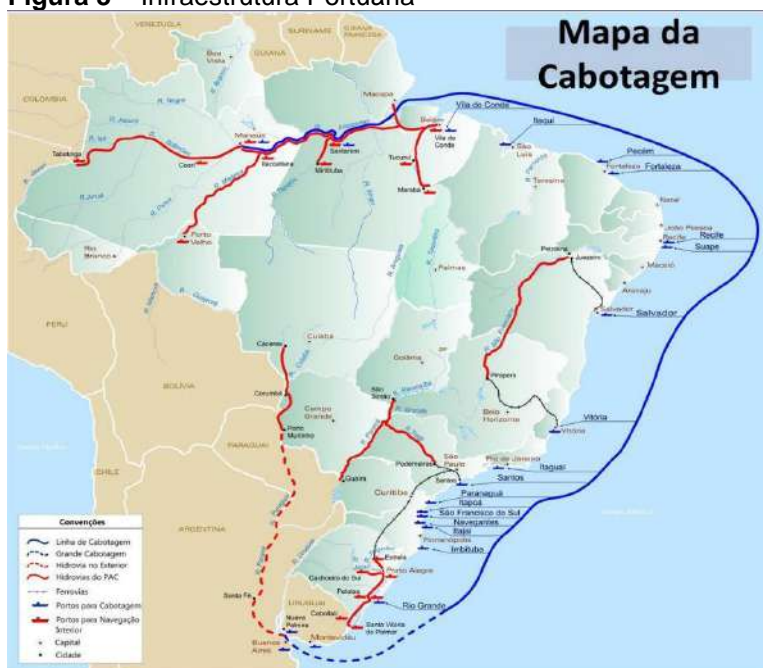 Figura 3 – Infraestrutura Portuária
Mapa da
Cabotagem
VENEZUELA
SURINAME
GUIANA
FRANCESA
GUIANA
COLOMBIA
Boa
Vista
R. Negro
Macapá
Belém
Vila do Conde
Vila do
Conde
Itaqui
São
Luís
Manaus
Itacoatiara
Santarém
Miritituba
Tabatinga
Coari
Tucuruí
Marabá
Pecém
Fortaleza
Fortaleza
Teresina
Natal
João Pessoa
Recife
Recife
Suape
Porto
Velho
Rio
Branco
Palmas
Petrolina
Juazeiro
Maceió
Aracaju
Salvador
Salvador
PERU
BOLÍVIA
Cáceres
Cuiabá
Goiânia
Pirapora
Corumbá
Campo
Grande
São
Simão
Belo
Horizonte
Vitória
Vitória
Porto
Murtinho
PARAGUAI
CHILE
Guaíra
Pederneiras
São
Paulo
Rio de Janeiro
Itaguaí
Santos
Santos
Curitiba
Paranaguá
Itapoá
São Francisco do Sul
Navegantes
Itajaí
Florianópolis
Imbituba
ARGENTINA
R. Uruguai
Estrela
Cachoeira do Sul
Porto Alegre
Pelotas
Rio Grande
Santa Vitória
do Palmar
Santa Fé
URUGUAI
Nueva
Palmira
Buenos
Aires
Montevidéu
Convenções
Linha de Cabotagem
Grande Cabotagem
Hidrovia no Exterior
Hidrovias do PAC
Ferrovias
Portos para Cabotagem
Portos para Navegação
Interior
Capital
Cidade